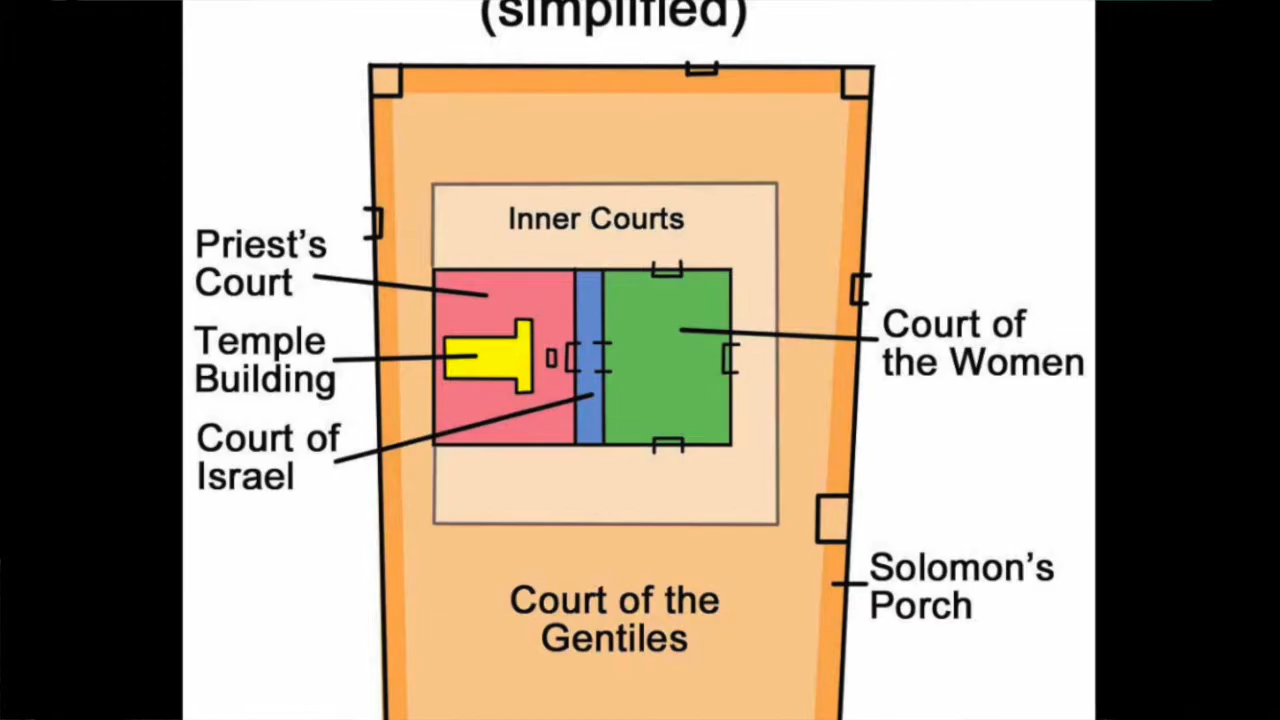 (simplified)
Inner Courts
Priest's
Court
Temple
Building
Court of
Israel
Court of
the Women
Solomon's
Porch
Court of the
Gentiles